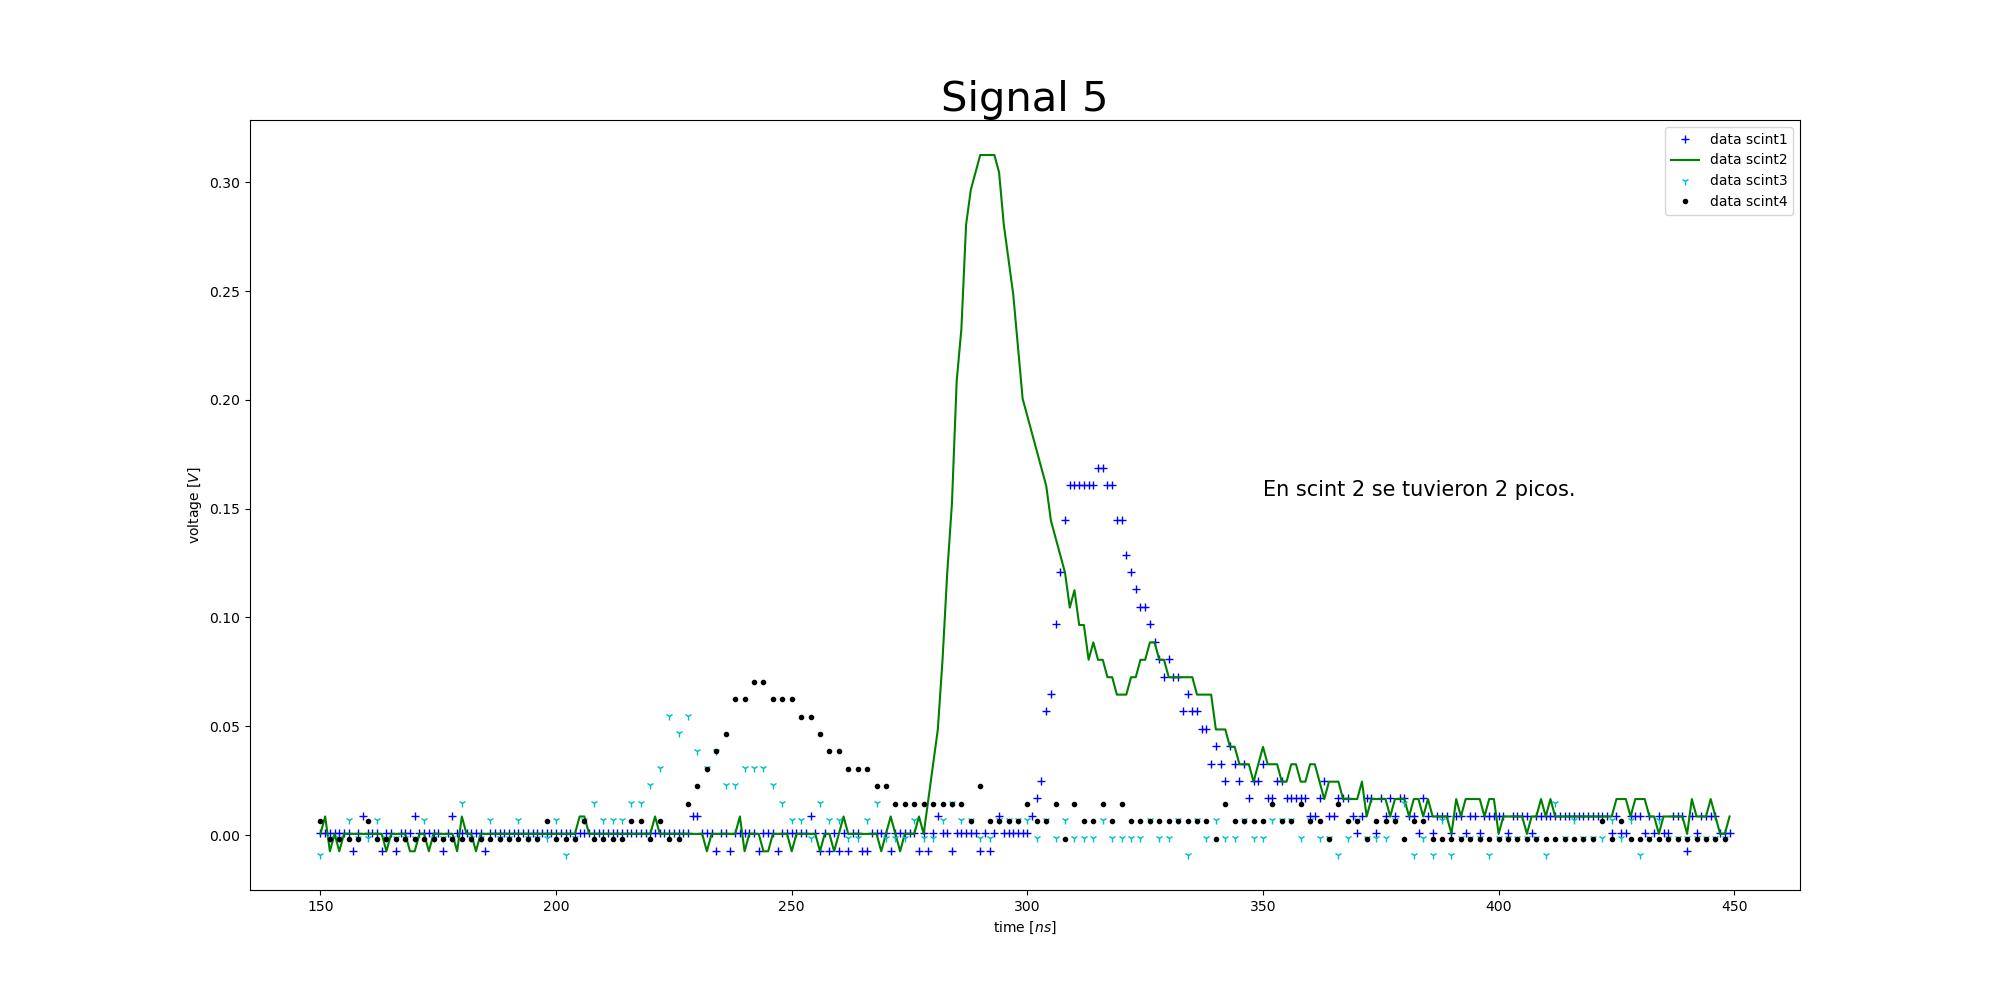 Signal 5
data scint1
data scint2
data scint3
data scint4
0.30
0.25
0.20
0.15
0.10
0.05
0.00
voltage [V]
En scint 2 se tuvieron 2 picos.
150 200 250 300 350 400 450
time [ns]